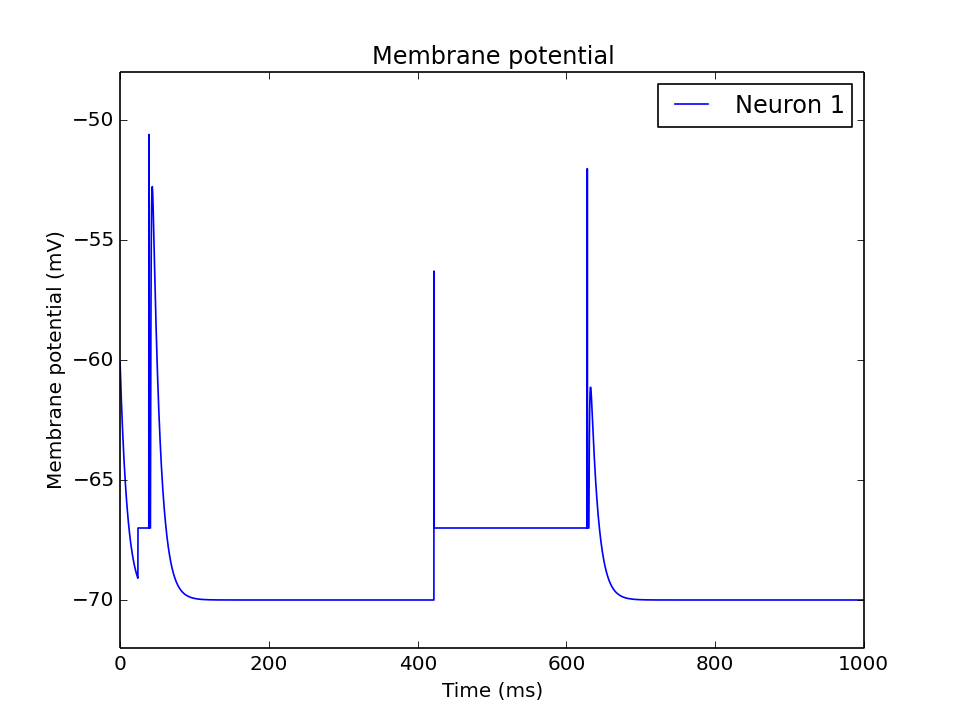 Membrane potential
Neuron 1
−50
−55
−60
−65
−70
Membrane potential (mV)
0 200 400 600 800 1000
Time (ms)